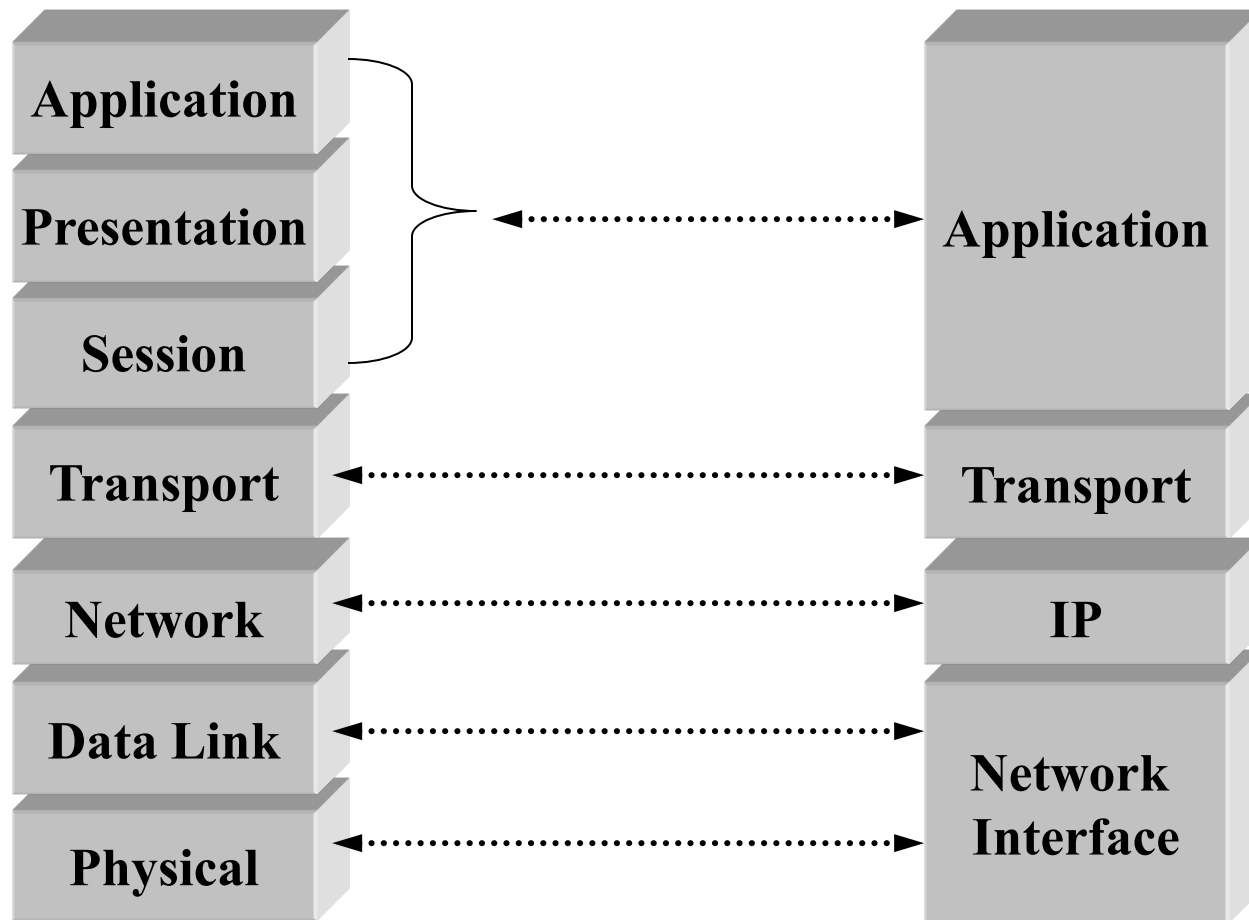 Application
Presentation
Session
Transport
Network
Data Link
Physical
Application
Transport
IP
Network
Interface